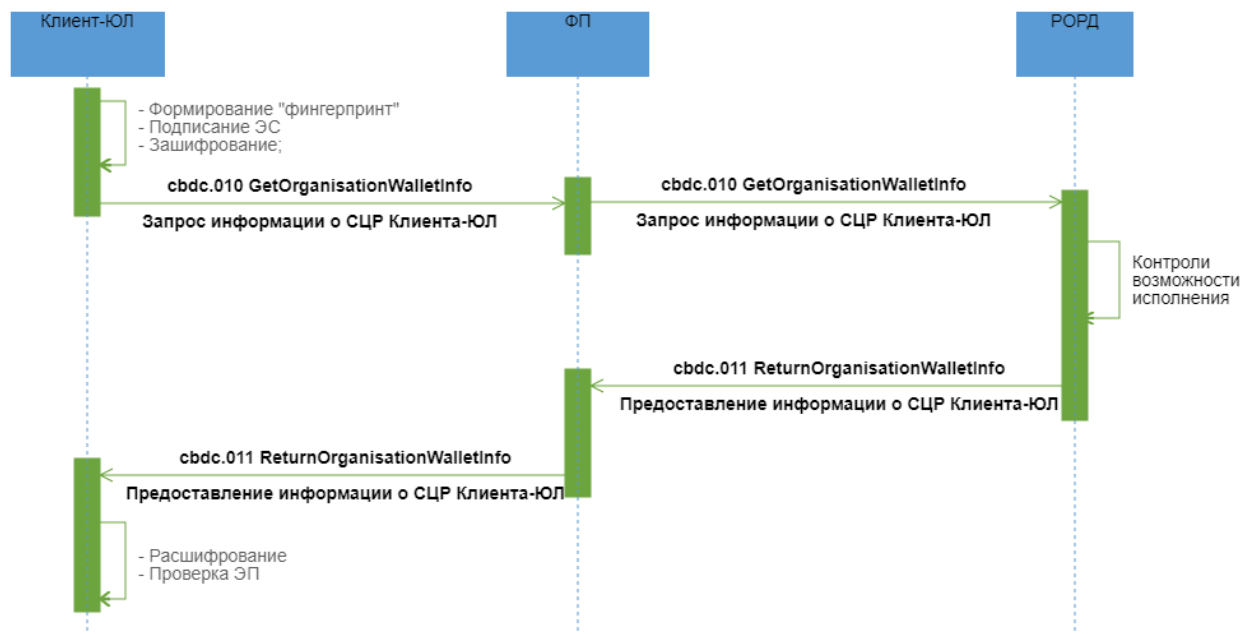 Клиент-ЮЛ
ФП
РОРД
- Формирование "фингерпринт"
- Подписание ЭС
- Зашифрование;
cbdc.010 GetOrganisationWalletInfo
Запрос информации о СЦР Клиента-ЮЛ
cbdc.010 GetOrganisationWalletInfo
Запрос информации о СЦР Клиента-ЮЛ
Контроли
возможности
исполнения
cbdc.011 ReturnOrganisationWalletInfo
Предоставление информации о СЦР Клиента-ЮЛ
cbdc.011 ReturnOrganisationWalletInfo
Предоставление информации о СЦР Клиента-ЮЛ
- Расшифрование
- Проверка ЭП